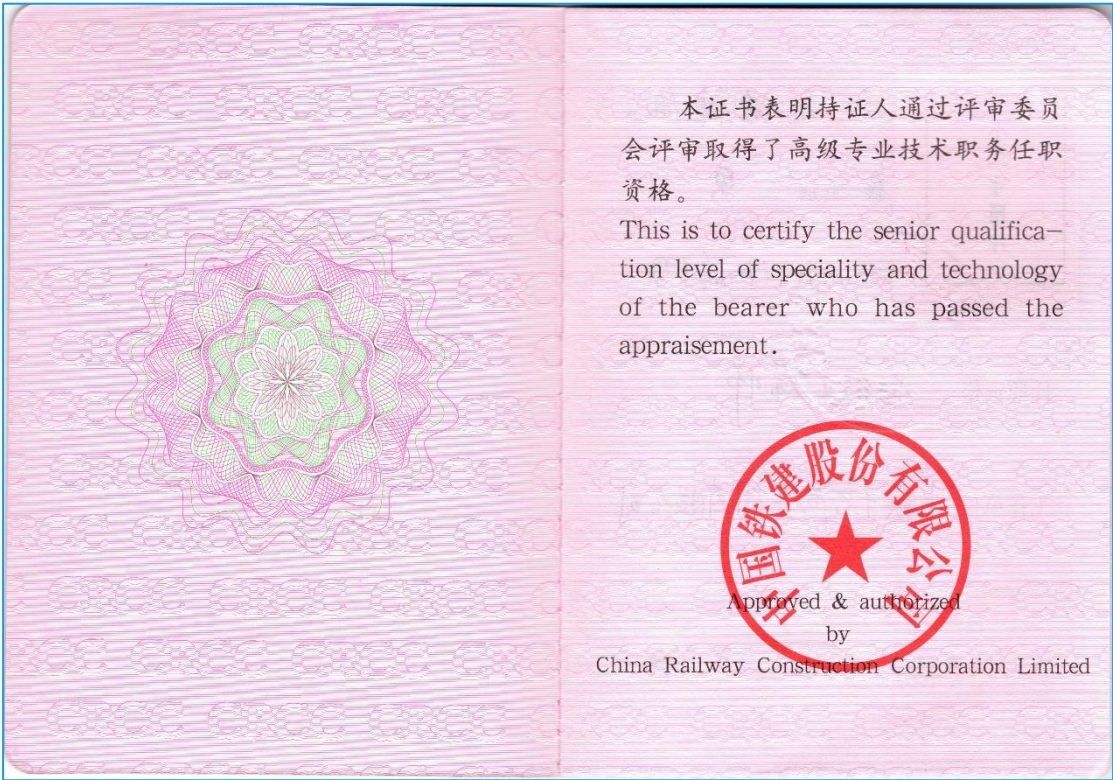 本证书表明持证人通过评审委员
会评审取得了高级专业技术职务任职
资格。
This is to certify the senior qualifica—
tion level of speciality and technology
of the bearer who has passed the
appraisement.
中国铁建股份有限公司
Approved & authorized
by
China Railway Construction Corporation Limited